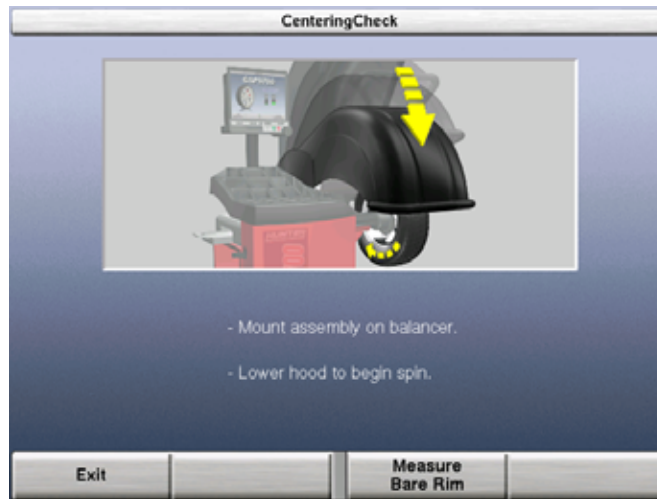 CenteringCheck
- Mount assembly on balancer.
- Lower hood to begin spin.
Exit
Measure
Bare Rim